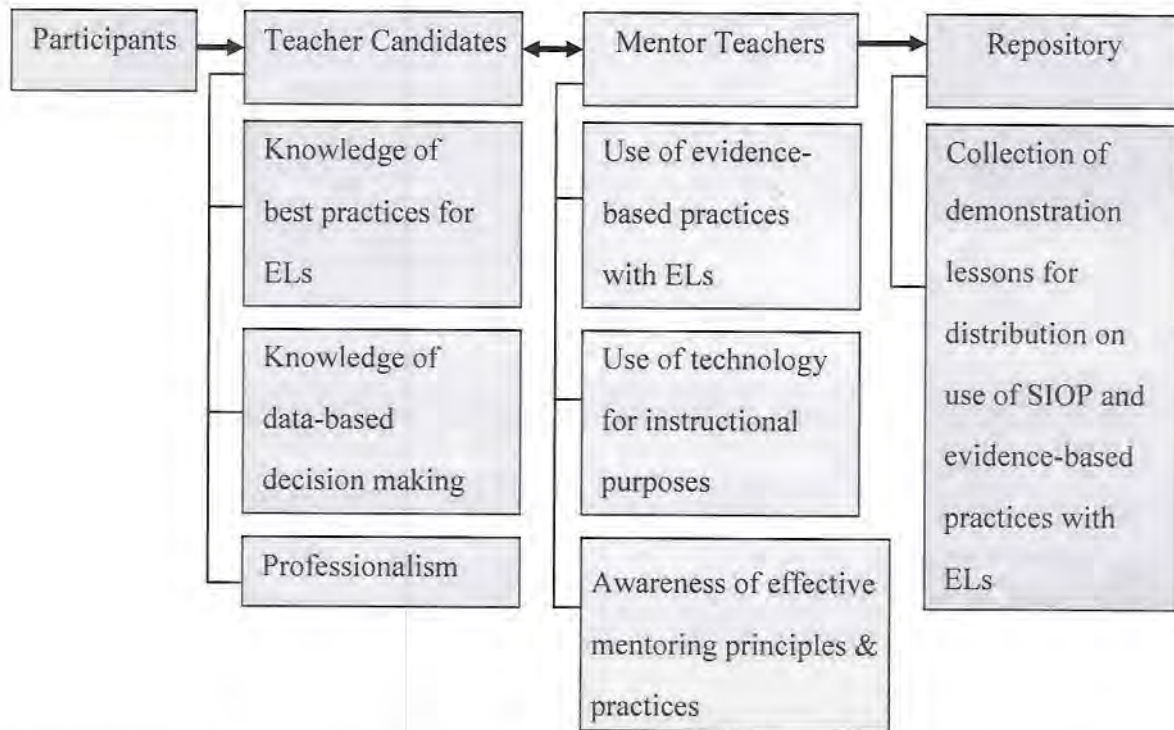 Participants
Teacher Candidates
Mentor Teachers
Repository
Knowledge of
best practices for
ELs
Knowledge of
data-based
decision making
Professionalism
Use of evidence-
based practices
with ELs
Use of technology
for instructional
purposes
Awareness of effective
mentoring principles &
practices
Collection of
demonstration
lessons for
distribution on
use of SIOP and
evidence-based
practices with
ELs